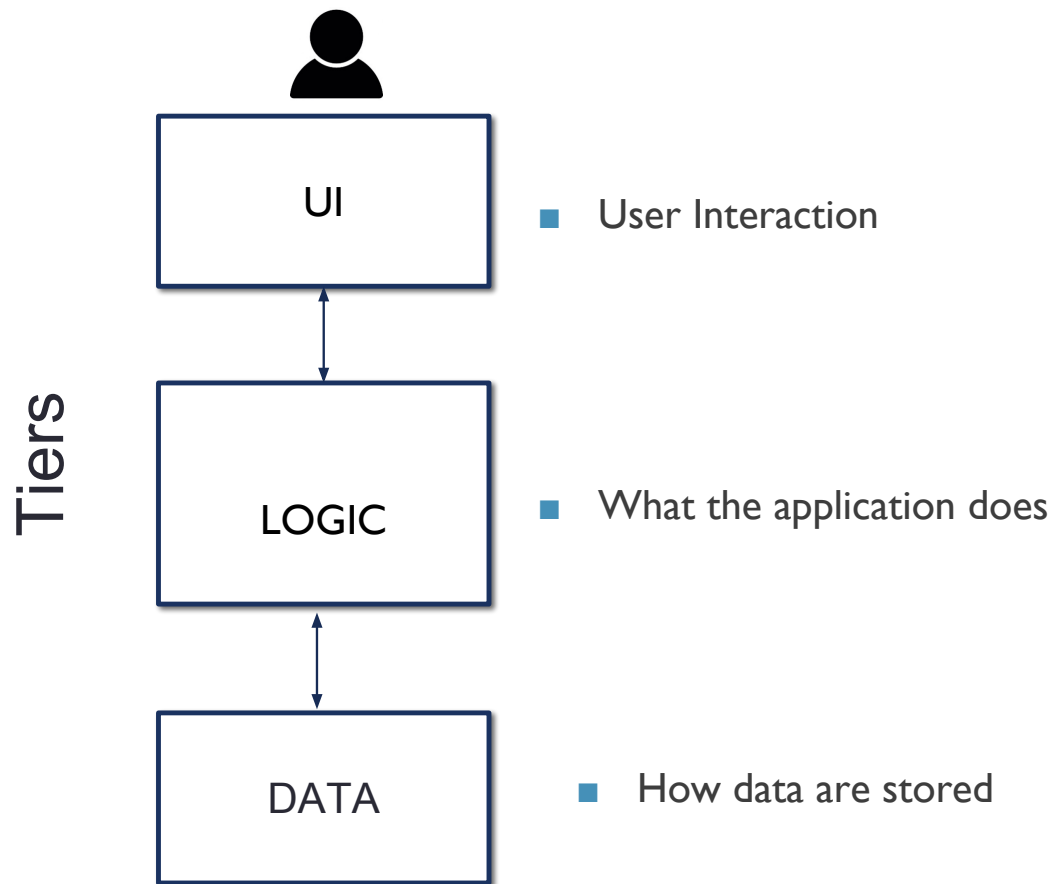 UI
User Interaction
Tiers
LOGIC
What the application does
DATA
How data are stored